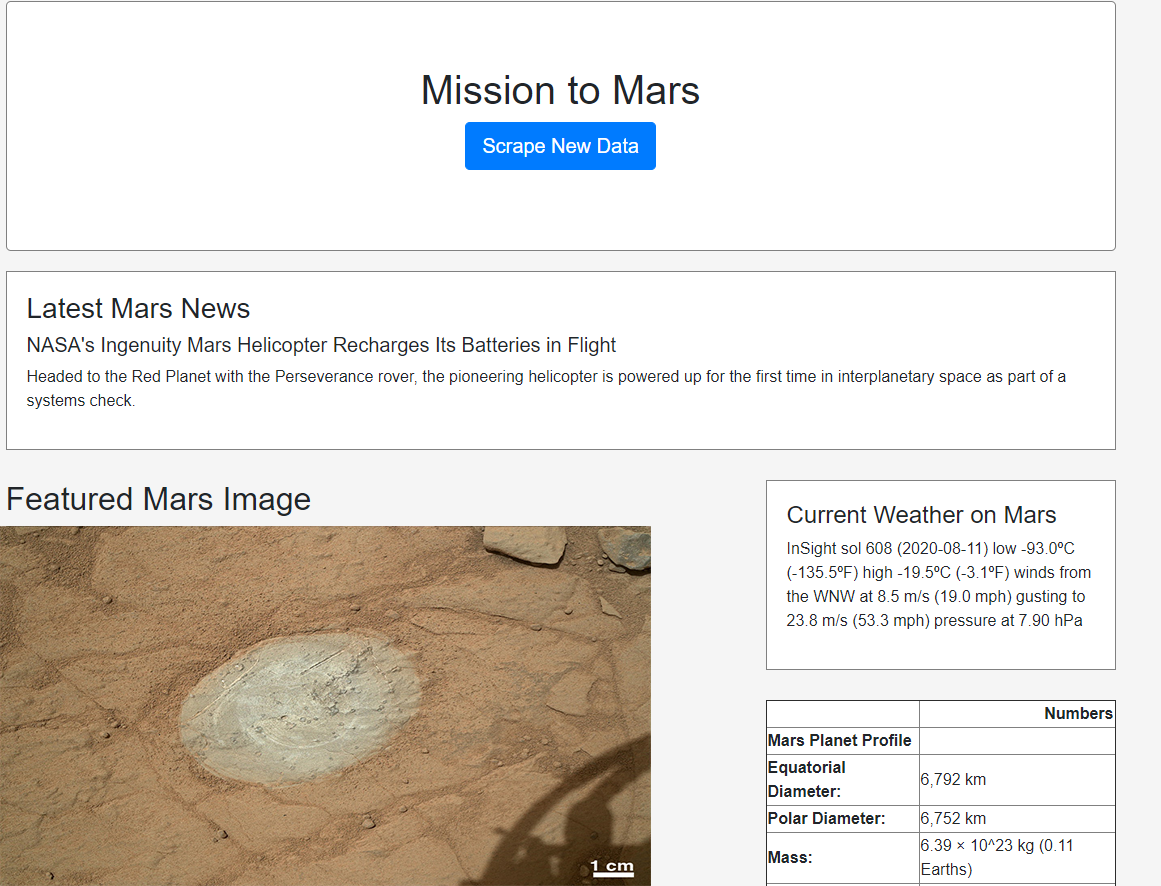 Mission to Mars
Scrape New Data
Latest Mars News
NASA's Ingenuity Mars Helicopter Recharges Its Batteries in Flight
Headed to the Red Planet with the Perseverance rover, the pioneering helicopter is powered up for the first time in interplanetary space as part of a
systems check.
Featured Mars Image
1 cm
Current Weather on Mars
InSight sol 608 (2020-08-11) low -93.0ºC
(-135.5ºF) high -19.5ºC (-3.1ºF) winds from
the WNW at 8.5 m/s (19.0 mph) gusting to
23.8 m/s (53.3 mph) pressure at 7.90 hPa
Numbers
Mars Planet Profile
Equatorial
Diameter:
6,792 km
Polar Diameter:
6,752 km
Mass:
6.39 × 10^23 kg (0.11
Earths)